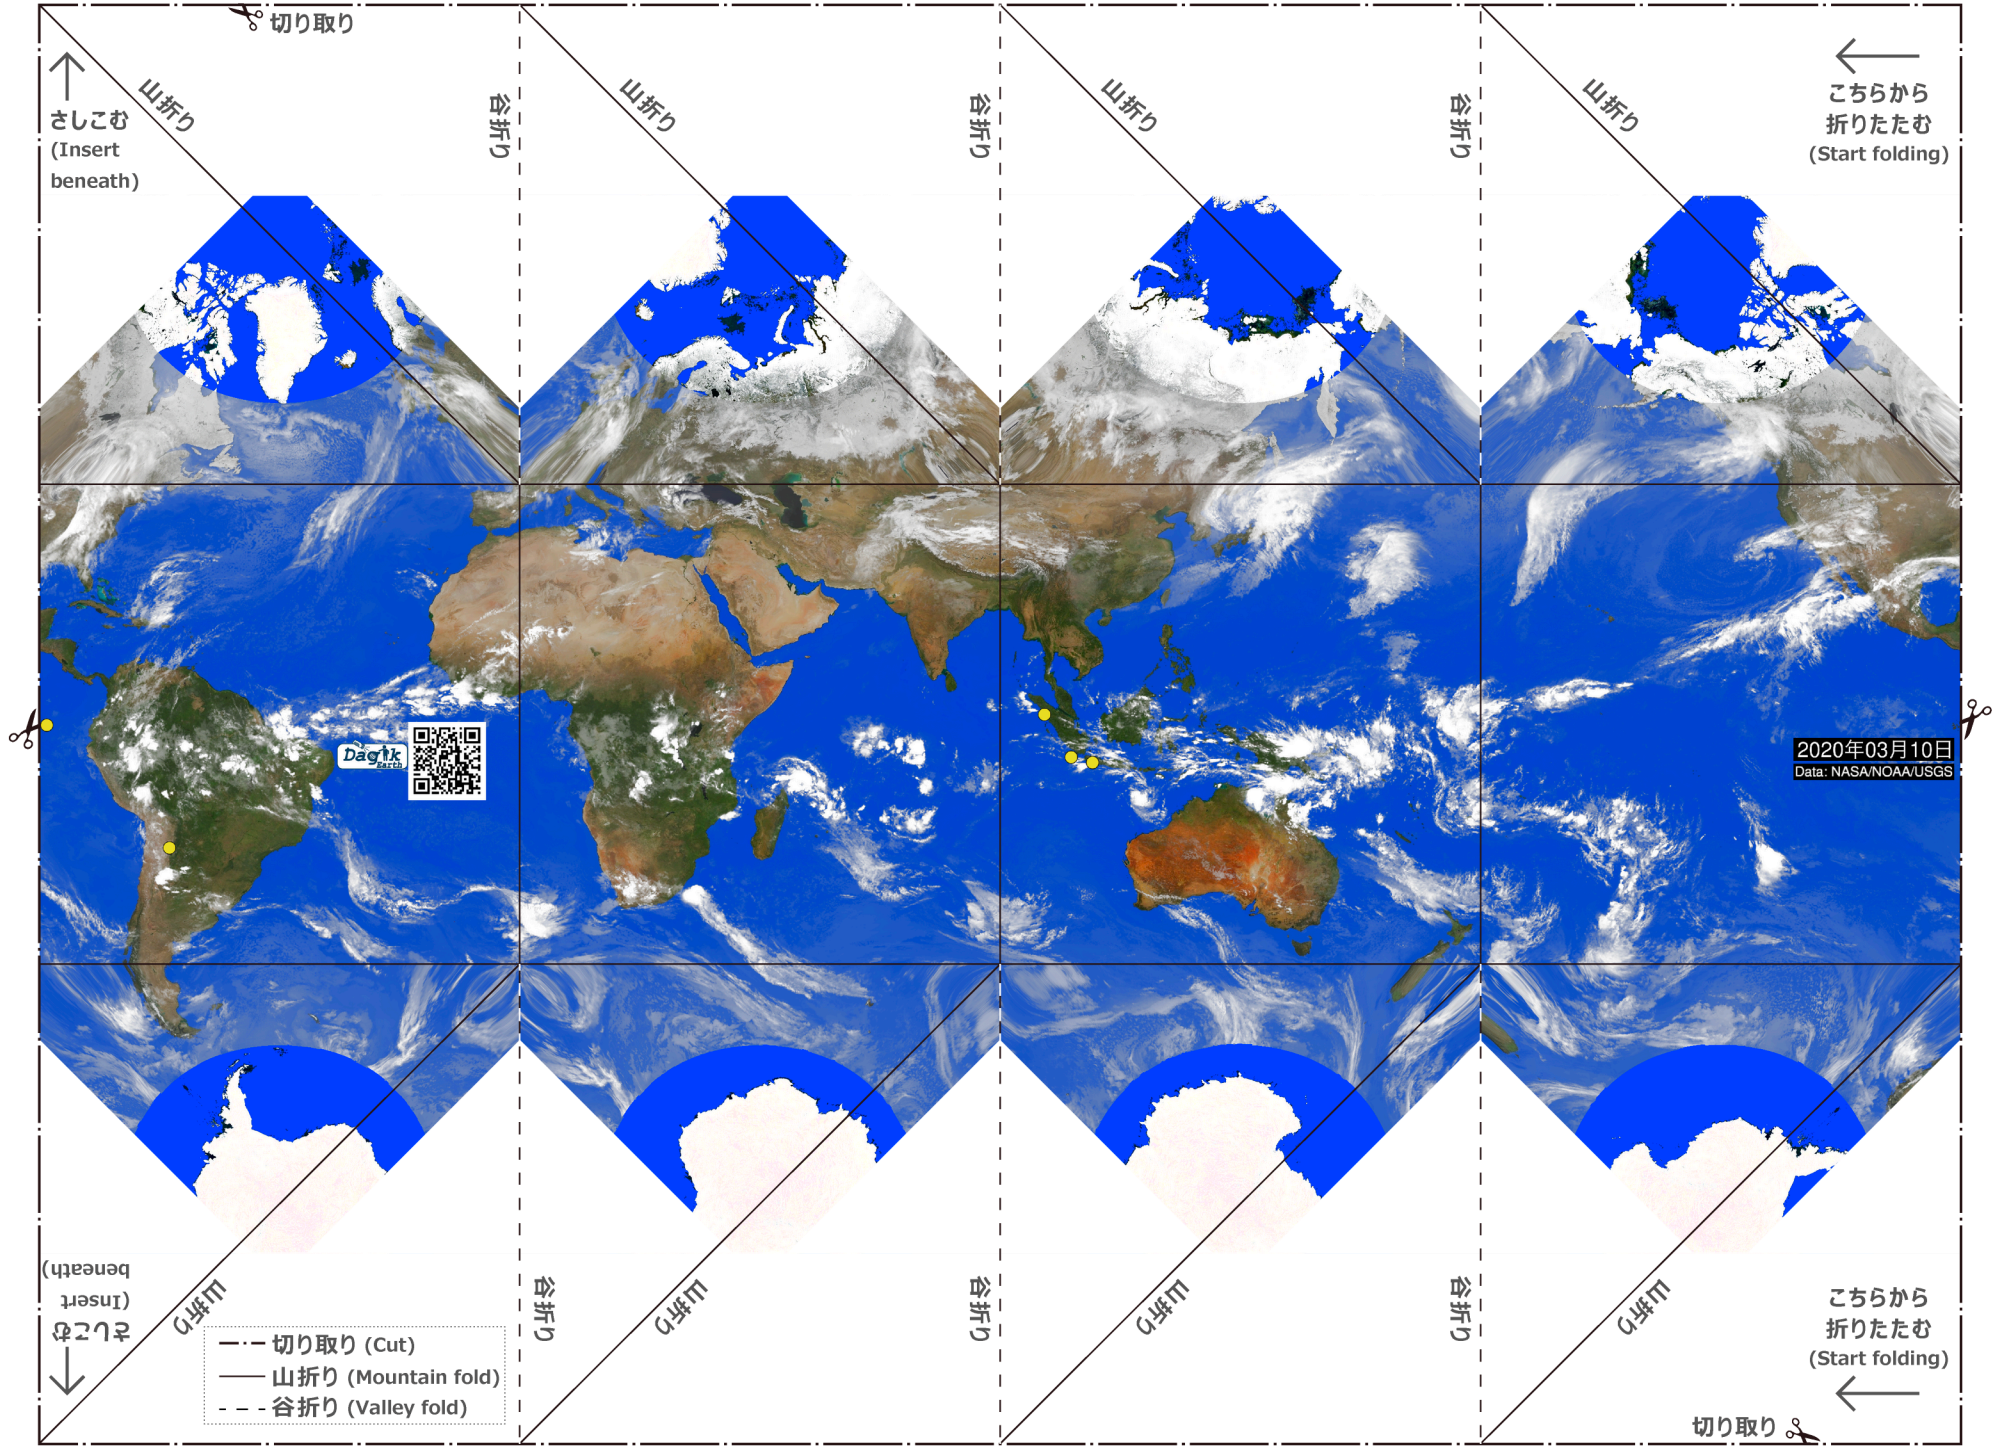 切り取り
さしこむ
(Insert
beneath)
山折り
谷折り
山折り
谷折り
山折り
谷折り
山折り
こちらから
折りたたむ
(Start folding)
Dagik
Earth
2020年03月10日
Data: NASA/NOAA/USGS
さしこむ
(Insert
beneath)
山折り
谷折り
山折り
谷折り
山折り
谷折り
山折り
こちらから
折りたたむ
(Start folding)
切り取り (Cut)
山折り (Mountain fold)
谷折り (Valley fold)
切り取り